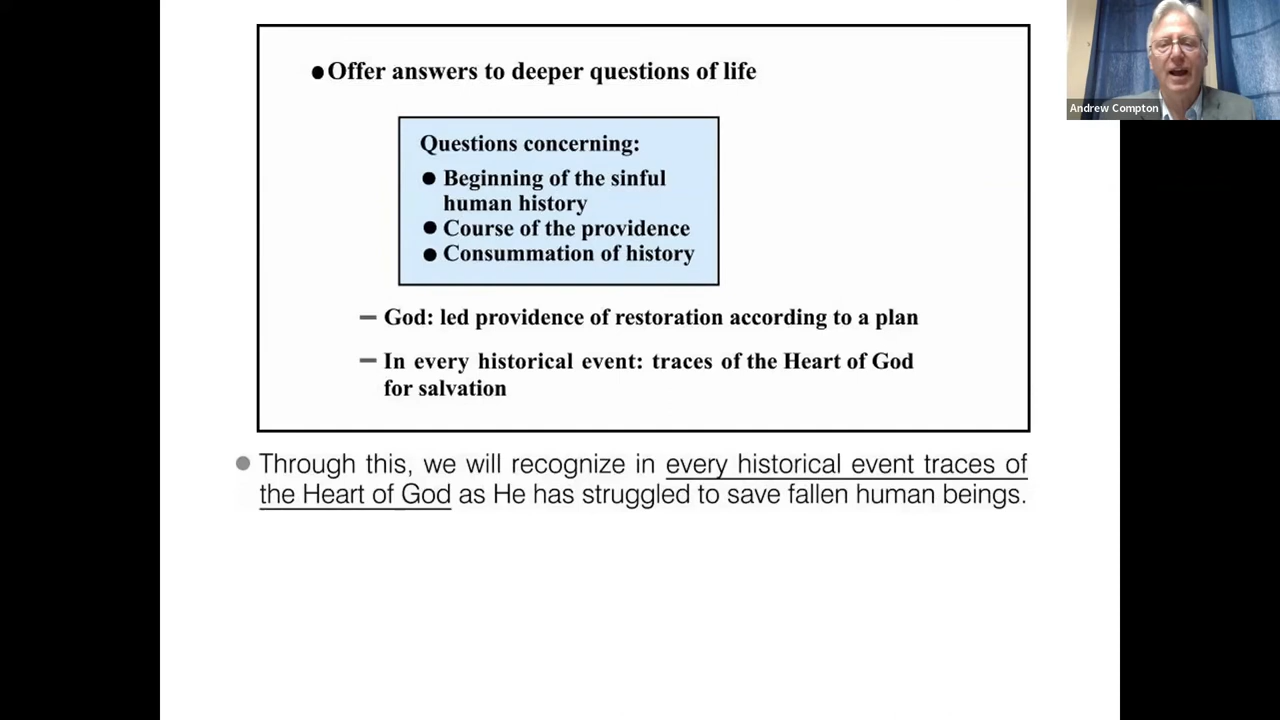 ●Offer answers to deeper questions of life
Questions concerning:
● Beginning of the sinful
human history
● Course of the providence
● Consummation of history
– God: led providence of restoration according to a plan
– In every historical event: traces of the Heart of God
for salvation
● Through this, we will recognize in every historical event traces of
the Heart of God as He has struggled to save fallen human beings.
Andrew Compton